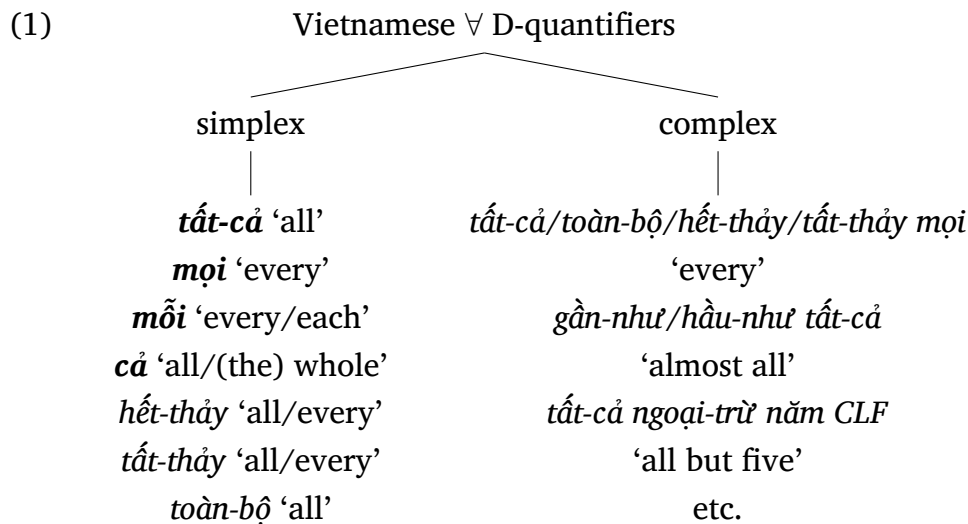 (1) Vietnamese ∀ D-quantifiers
simplex complex
tất-cả ‘all’ tất-cả/toàn-bộ/hết-thảy/tất-thảy mọi
mọi ‘every’ ‘every’
mỗi ‘every/each’ gần-như/hầu-như tất-cả
cả ‘all/(the) whole’ ‘almost all’
hết-thảy ‘all/every’ tất-cả ngoại-trừ năm CLF
tất-thảy ‘all/every’ ‘all but five’
toàn-bộ ‘all’ etc.